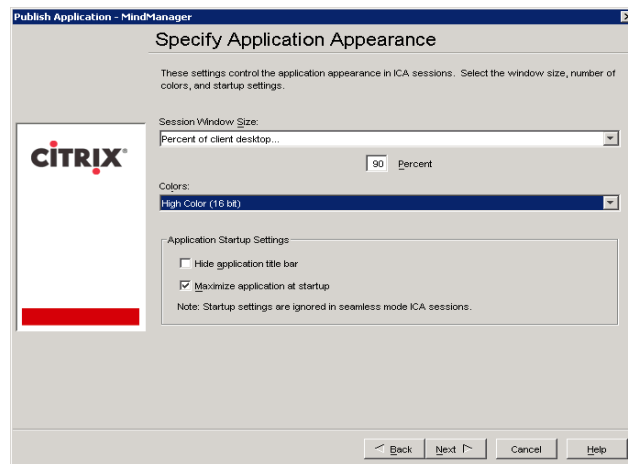 Publish Application - MindManager
Specify Application Appearance
These settings control the application appearance in ICA sessions. Select the window size, number of
colors, and startup settings.
Session Window Size:
Percent of client desktop...
90 Percent
CITRIX
Colors:
High Color (16 bit)
Application Startup Settings
Hide application title bar
Maximize application at startup
Note: Startup settings are ignored in seamless mode ICA sessions.
Back Next Cancel Help